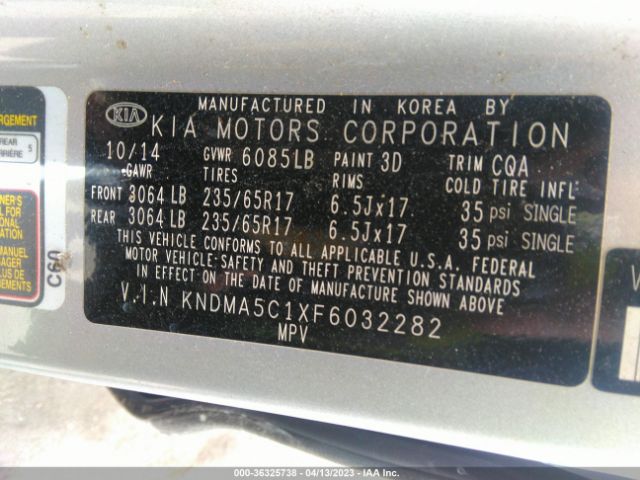 MANUFACTURED IN KOREA BY
KIA KIA MOTORS CORPORATION
10/14 GVWR 6085LB PAINT 3D TRIM CQA
GAWR TIRES RIMS COLD TIRE INFL
FRONT 3064 LB 235/65R17 6.5Jx17 35 psi SINGLE
REAR 3064 LB 235/65R17 6.5Jx17 35 psi SINGLE
THIS VEHICLE CONFORMS TO ALL APPLICABLE U.S.A. FEDERAL
MOTOR VEHICLE SAFETY AND THEFT PREVENTION STANDARDS
IN EFFECT ON THE DATE OF MANUFACTURE SHOWN ABOVE.
V.I.N KNDMA5C1XF6032282
MPV
REAR 5
C60
MANUEL
000-36325738 - 04/13/2023 - IAA Inc.